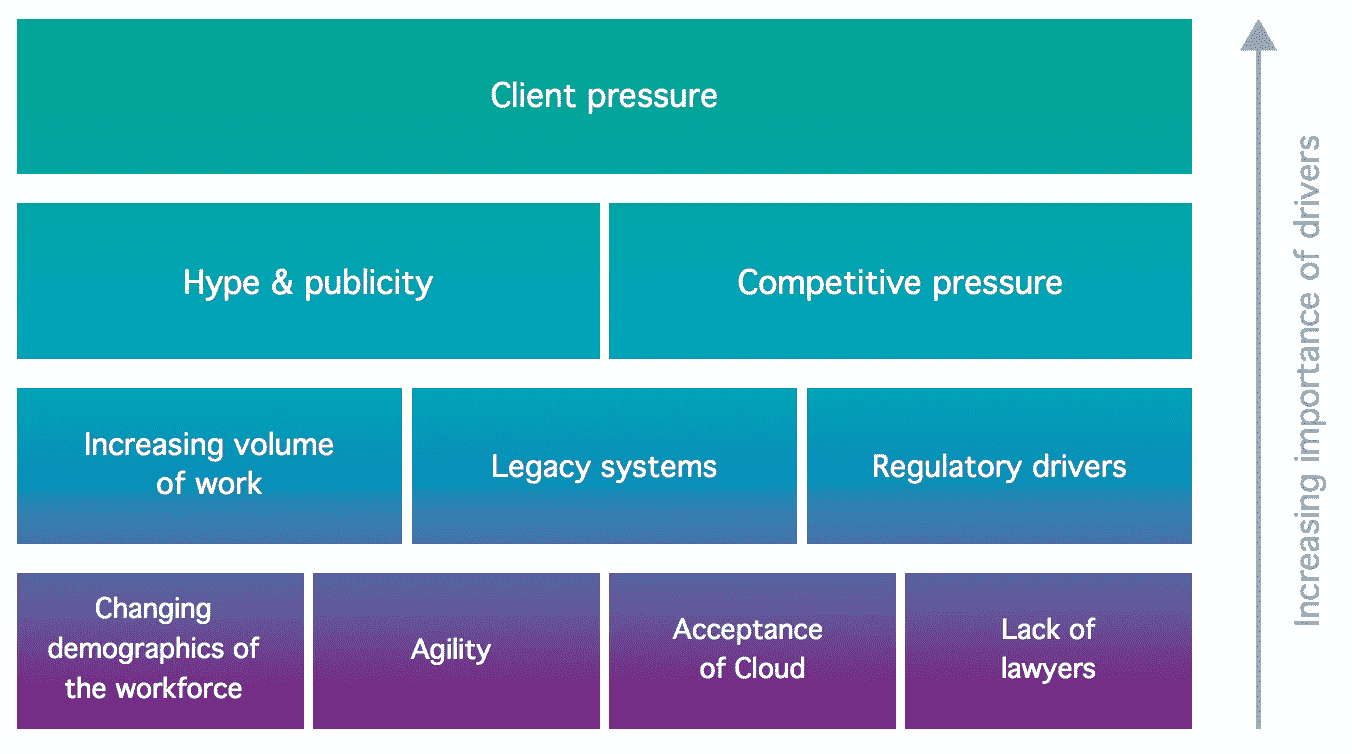 Client pressure
Hype & publicity
Competitive pressure
Increasing volume
of work
Legacy systems
Regulatory drivers
Changing
demographics of
the workforce
Agility
Acceptance
of Cloud
Lack of
lawyers
Increasing importance of drivers